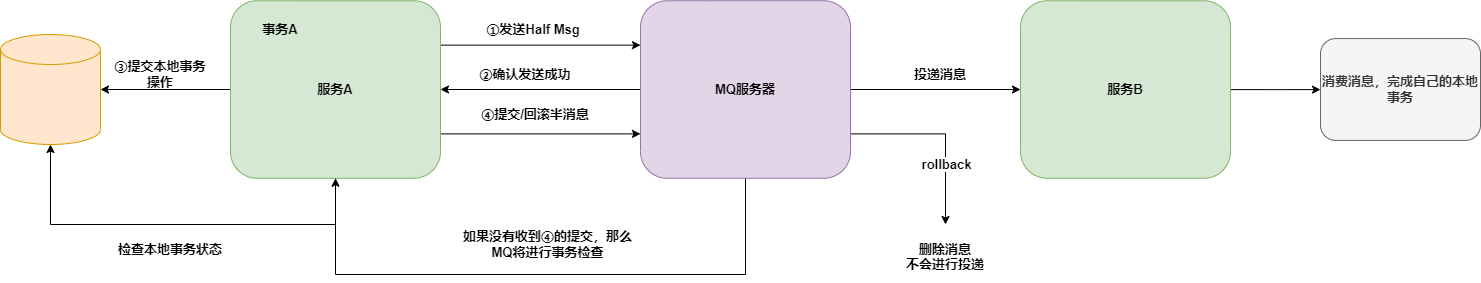 事务A
①发送Half Msg
③提交本地事务
操作
服务A
②确认发送成功
MQ服务器
投递消息
服务B
消费消息，完成自己的本地
事务
④提交/回滚半消息
rollback
检查本地事务状态
如果没有收到④的提交，那么
MQ将进行事务检查
删除消息
不会进行投递